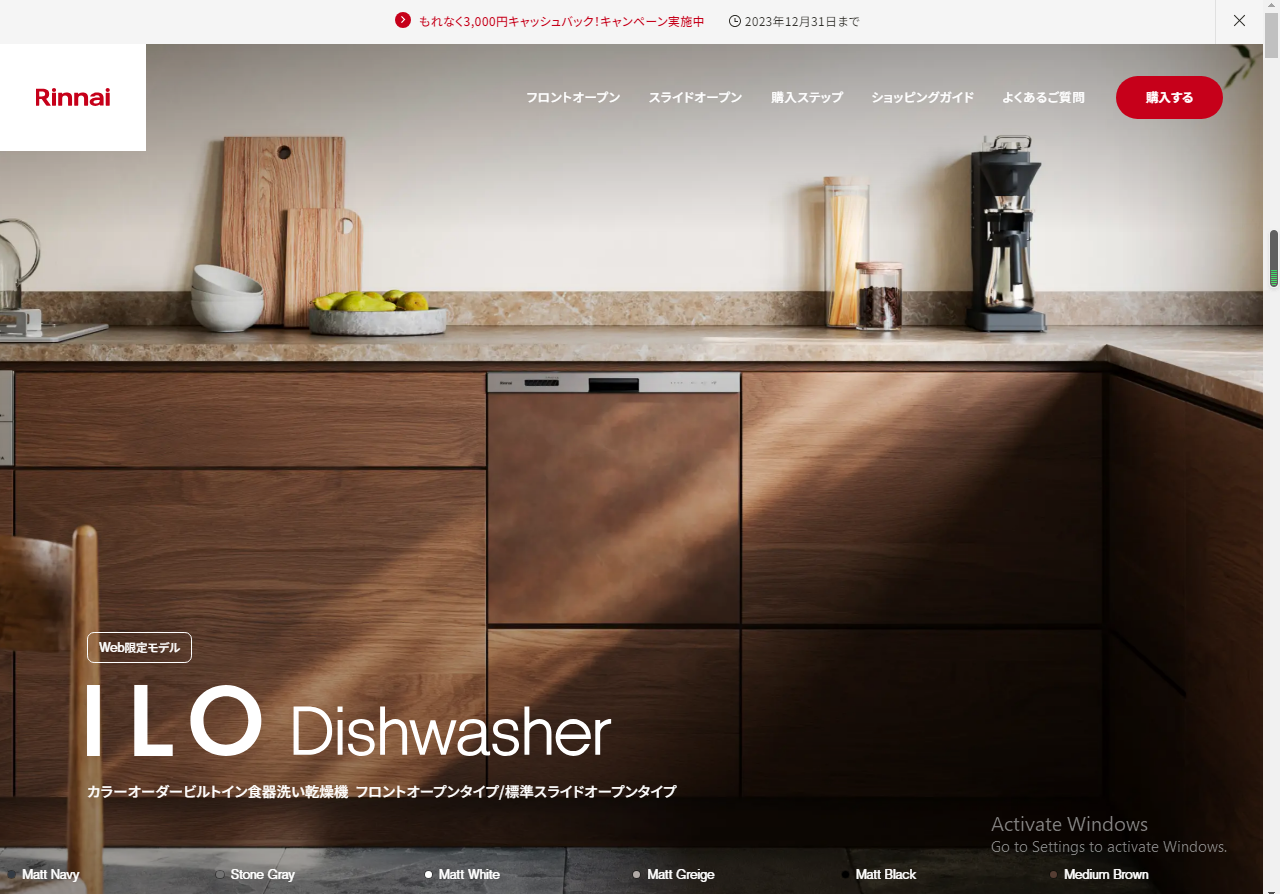 もれなく3,000円キャッシュバック!キャンペーン実施中 2023年12月31日まで
Rinnai
フロントオープン スライドオープン 購入ステップ ショッピングガイド よくあるご質問 購入する
Rinnai
Web限定モデル
ILO Dishwasher
カラーオーダービルトイン食器洗い乾燥機 フロントオープンタイプ/標準スライドオープンタイプ
Activate Windows
Go to Settings to activate Windows.
Matt Navy Stone Gray Matt White Matt Greige Matt Black Medium Brown